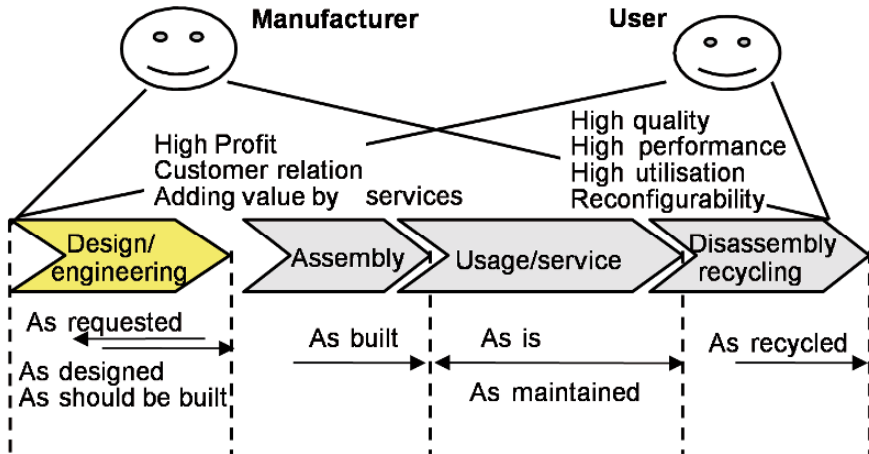 Manufacturer
User
High Profit
Customer relation
Adding value by services
High quality
High performance
High utilisation
Reconfigurability
Design/
engineering
Assembly
Usage/service
Disassembly
recycling
As requested
As designed
As should be built
As built
As is
As maintained
As recycled